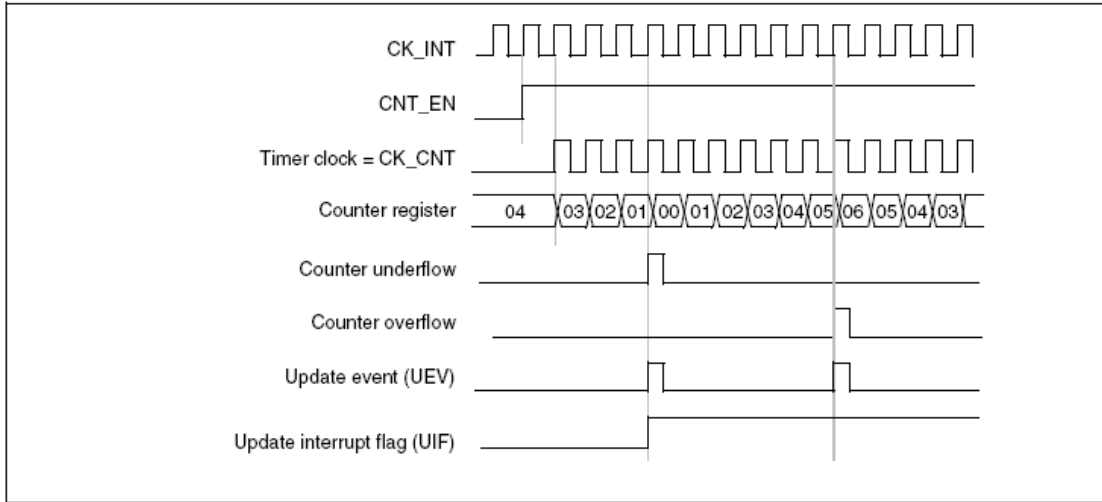 CK_INT
CNT_EN
Timer clock = CK_CNT
Counter register 04 03 02 01 00 01 02 03 04 05 06 05 04 03
Counter underflow
Counter overflow
Update event (UEV)
Update interrupt flag (UIF)